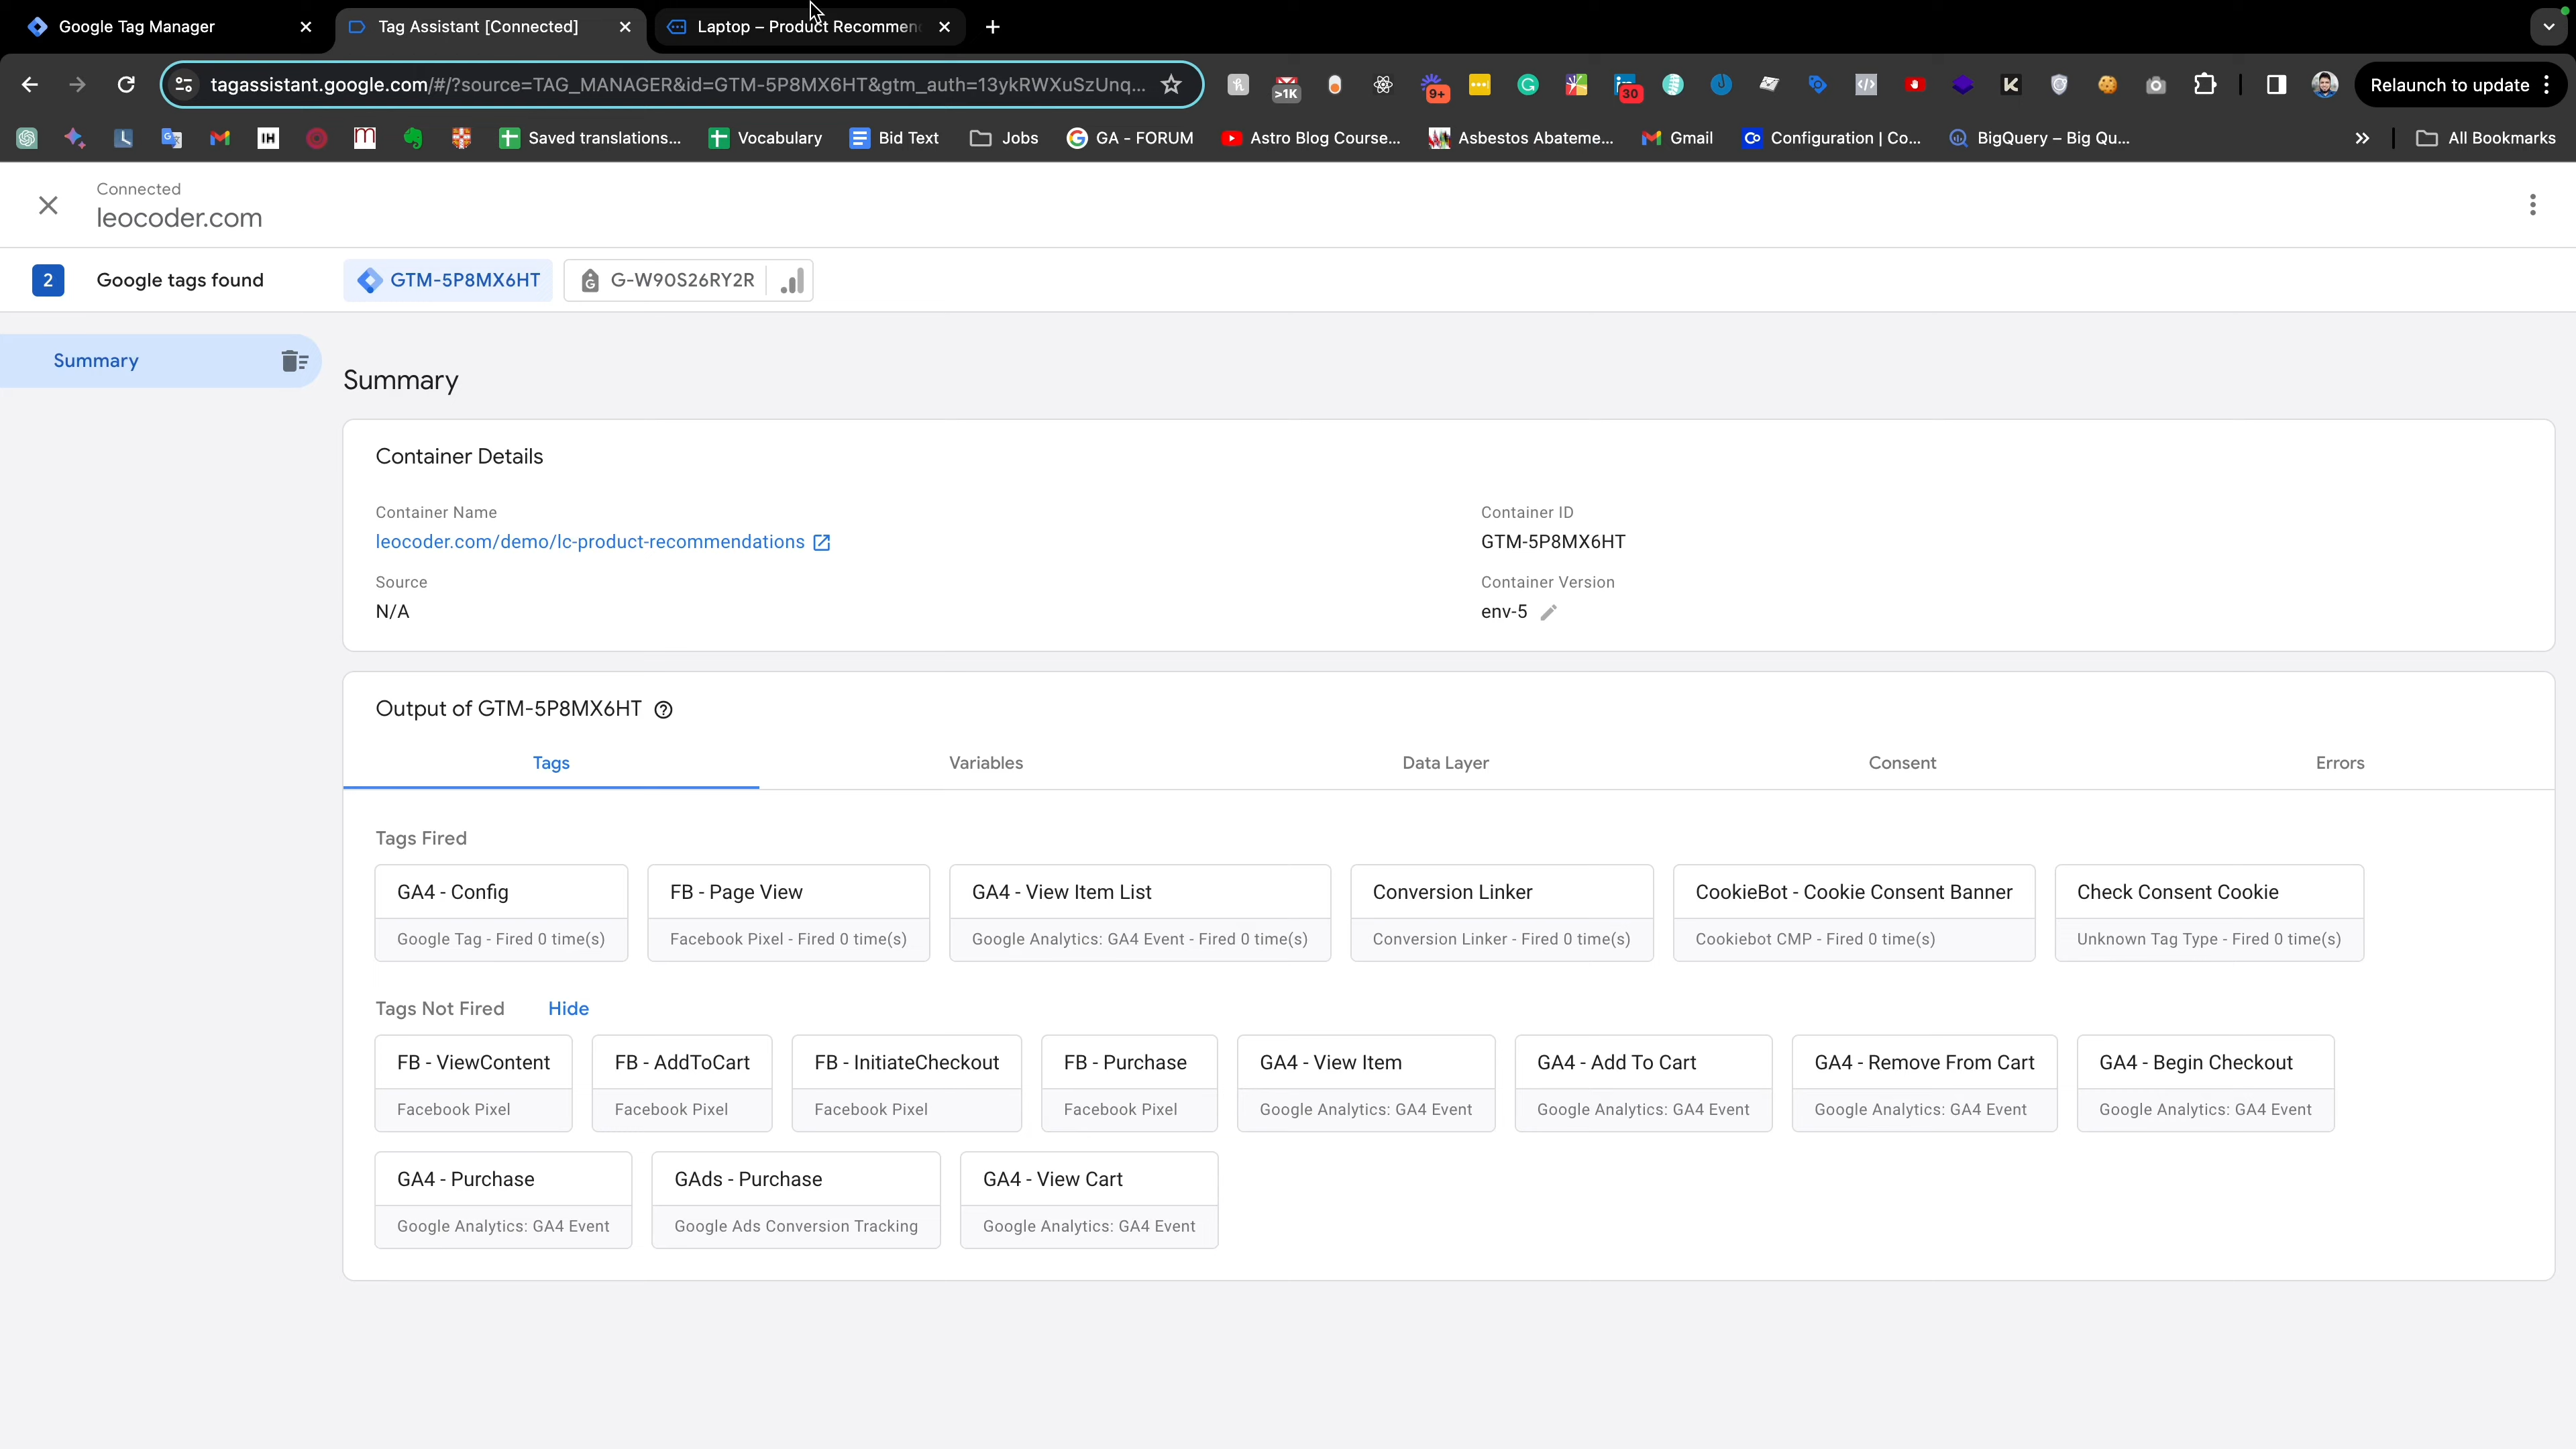 Google Tag Manager
Tag Assistant [Connected]
Laptop – Product Recommen
tagassistant.google.com/#/?source=TAG_MANAGER&id=GTM-5P8MX6HT&gtm_auth=13ykRWXuSzUnq...
>1K
9+
30
Relaunch to update
Saved translations...
Vocabulary
Bid Text
Jobs
GA - FORUM
Astro Blog Course...
Asbestos Abateme...
Gmail
Configuration | Co...
BigQuery – Big Qu...
All Bookmarks
Connected
leocoder.com
2
Google tags found
GTM-5P8MX6HT
G-W90S26RY2R
Summary
Summary
Container Details
Container Name
Container ID
leocoder.com/demo/lc-product-recommendations
GTM-5P8MX6HT
Source
Container Version
N/A
env-5
Output of GTM-5P8MX6HT
Tags
Variables
Data Layer
Consent
Errors
Tags Fired
GA4 - Config
Google Tag - Fired 0 time(s)
FB - Page View
Facebook Pixel - Fired 0 time(s)
GA4 - View Item List
Google Analytics: GA4 Event - Fired 0 time(s)
Conversion Linker
Conversion Linker - Fired 0 time(s)
CookieBot - Cookie Consent Banner
Cookiebot CMP - Fired 0 time(s)
Check Consent Cookie
Unknown Tag Type - Fired 0 time(s)
Tags Not Fired
Hide
FB - ViewContent
Facebook Pixel
FB - AddToCart
Facebook Pixel
FB - InitiateCheckout
Facebook Pixel
FB - Purchase
Facebook Pixel
GA4 - View Item
Google Analytics: GA4 Event
GA4 - Add To Cart
Google Analytics: GA4 Event
GA4 - Remove From Cart
Google Analytics: GA4 Event
GA4 - Begin Checkout
Google Analytics: GA4 Event
GA4 - Purchase
Google Analytics: GA4 Event
GAds - Purchase
Google Ads Conversion Tracking
GA4 - View Cart
Google Analytics: GA4 Event